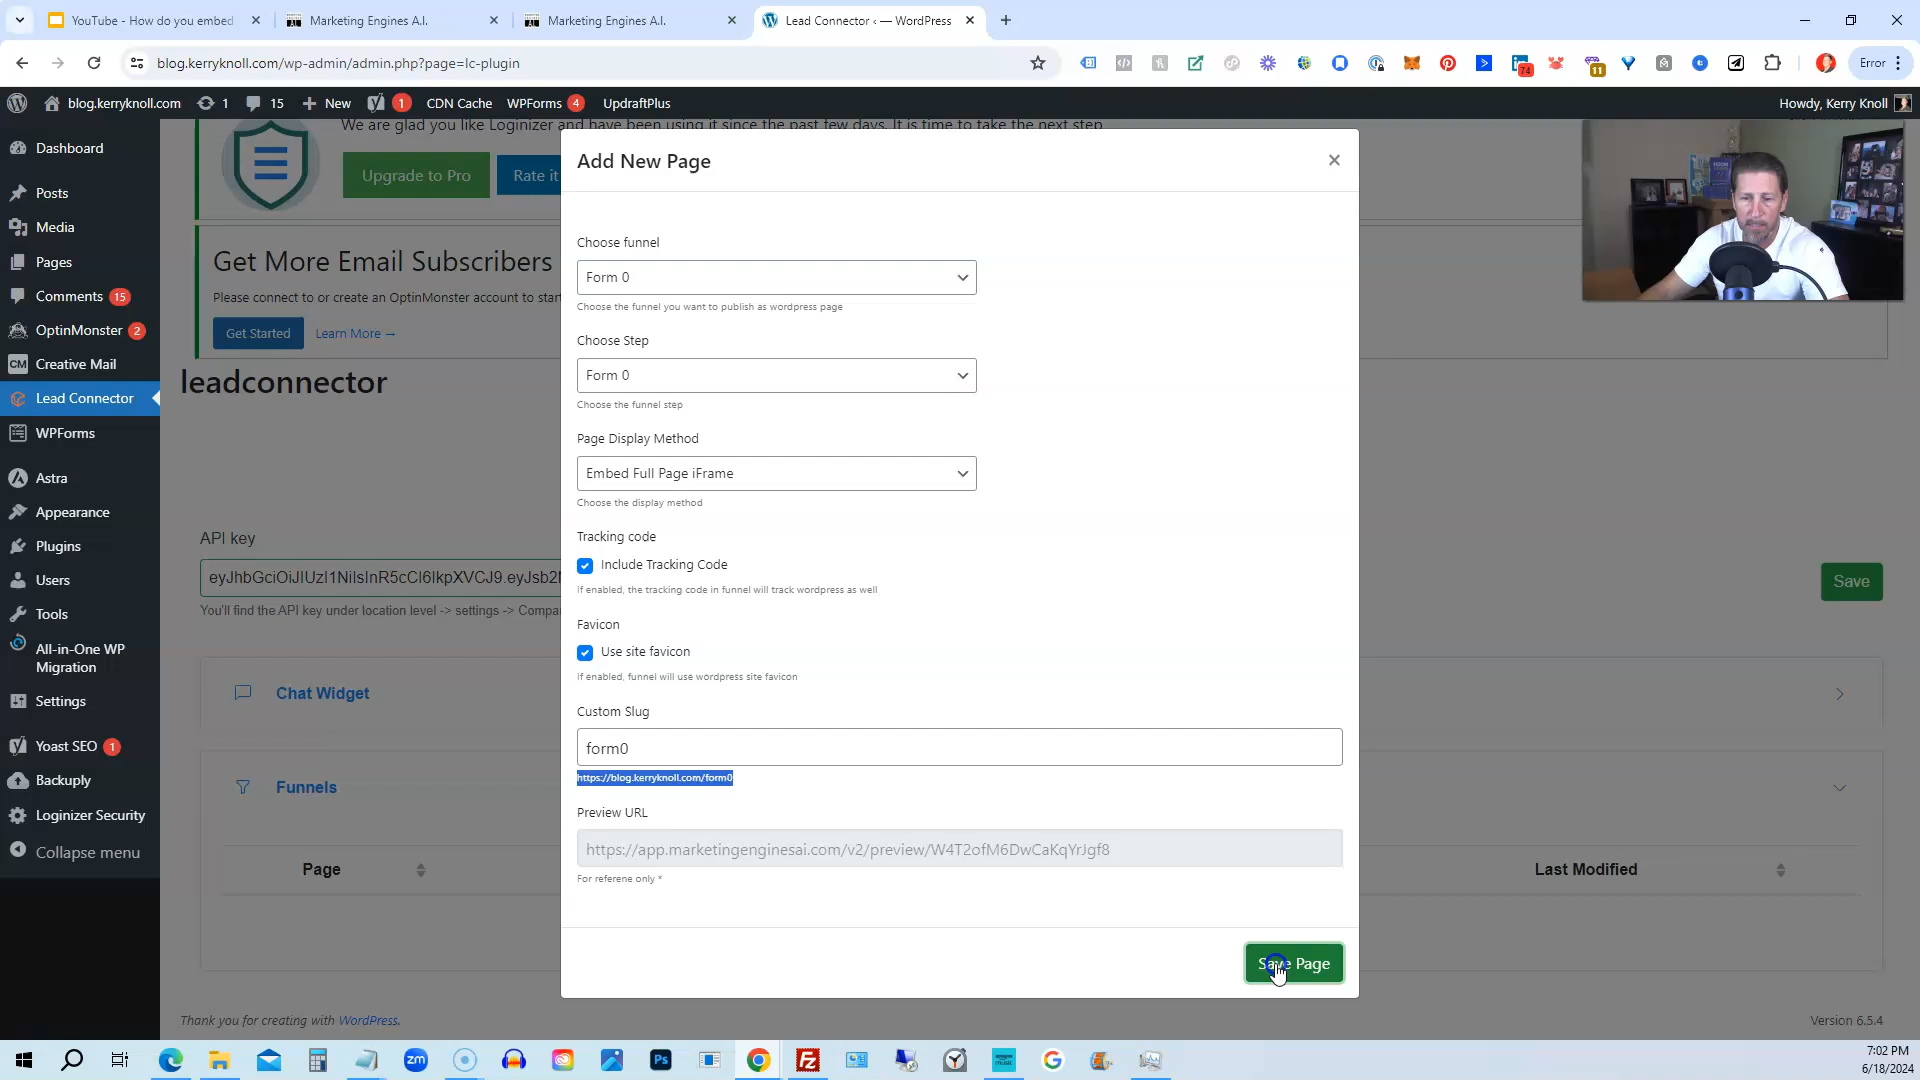 YouTube - How do you embed
Marketing Engines A.I.
Marketing Engines A.I.
Lead Connector ‹ — WordPress
blog.kerryknoll.com/wp-admin/admin.php?page=lc-plugin
74
11
Error
blog.kerryknoll.com
1
15
New
1
CDN Cache
WPForms 4
UpdraftPlus
Howdy, Kerry Knoll
Dashboard
Posts
Media
Pages
Comments 15
OptinMonster 2
CM Creative Mail
Lead Connector
WPForms
Astra
Appearance
Plugins
Users
Tools
All-in-One WP
Migration
Settings
Yoast SEO 1
Backuply
Loginizer Security
Collapse menu
We are glad you like Loginizer and have been using it since the past few days. It is time to take the next step
Upgrade to Pro
Rate it
Get More Email Subscribers
Please connect to or create an OptinMonster account to start
Get Started
Learn More →
leadconnector
API key
You'll find the API key under location level -> settings -> Compa
Save
Chat Widget
Funnels
Page
Last Modified
Add New Page
Choose funnel
Form 0
Choose the funnel you want to publish as wordpress page
Choose Step
Form 0
Choose the funnel step
Page Display Method
Embed Full Page iFrame
Choose the display method
Tracking code
Include Tracking Code
If enabled, the tracking code in funnel will track wordpress as well
Favicon
Use site favicon
If enabled, funnel will use wordpress site favicon
Custom Slug
form0
https://blog.kerryknoll.com/form0
Preview URL
https://app.marketingenginesai.com/v2/preview/W4T2ofM6DwCaKqYrJgf8
For referene only *
Save Page
Thank you for creating with WordPress.
Version 6.5.4
zm
Ps
7:02 PM
6/18/2024